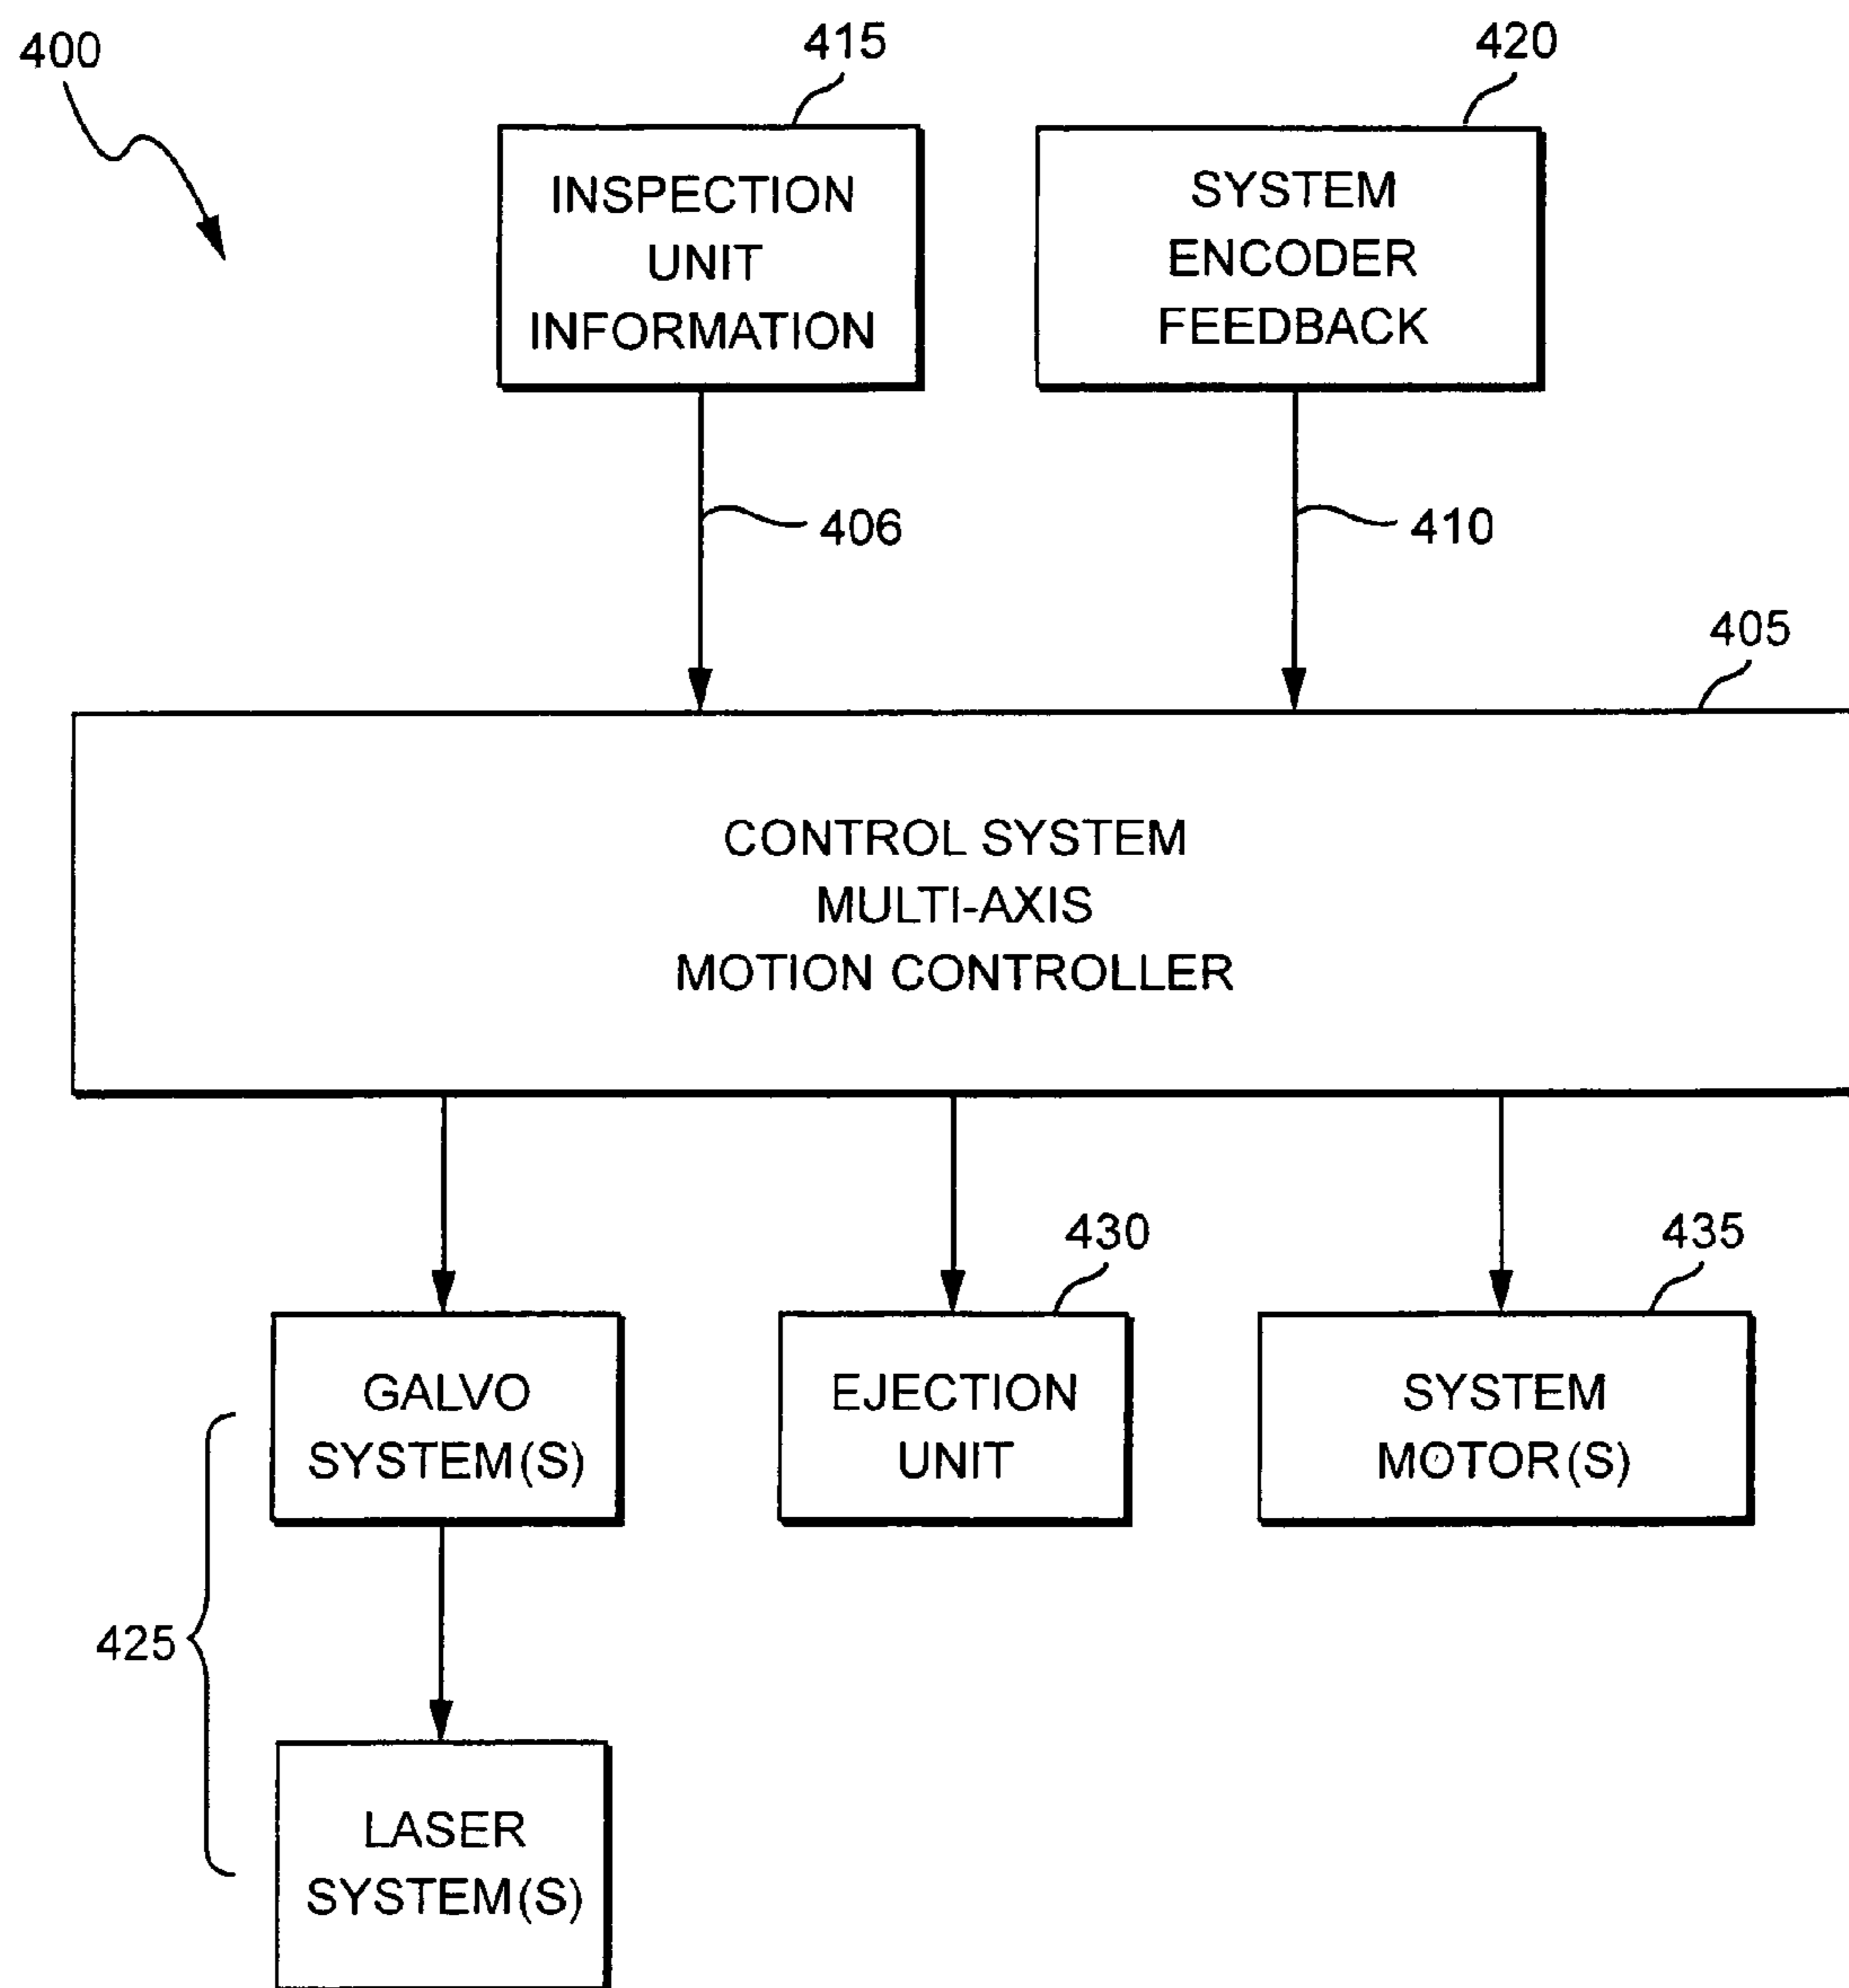 400
415
420
INSPECTION
UNIT
INFORMATION
SYSTEM
ENCODER
FEEDBACK
406
410
405
CONTROL SYSTEM
MULTI-AXIS
MOTION CONTROLLER
430
435
GALVO
SYSTEM(S)
EJECTION
UNIT
SYSTEM
MOTOR(S)
425
LASER
SYSTEM(S)